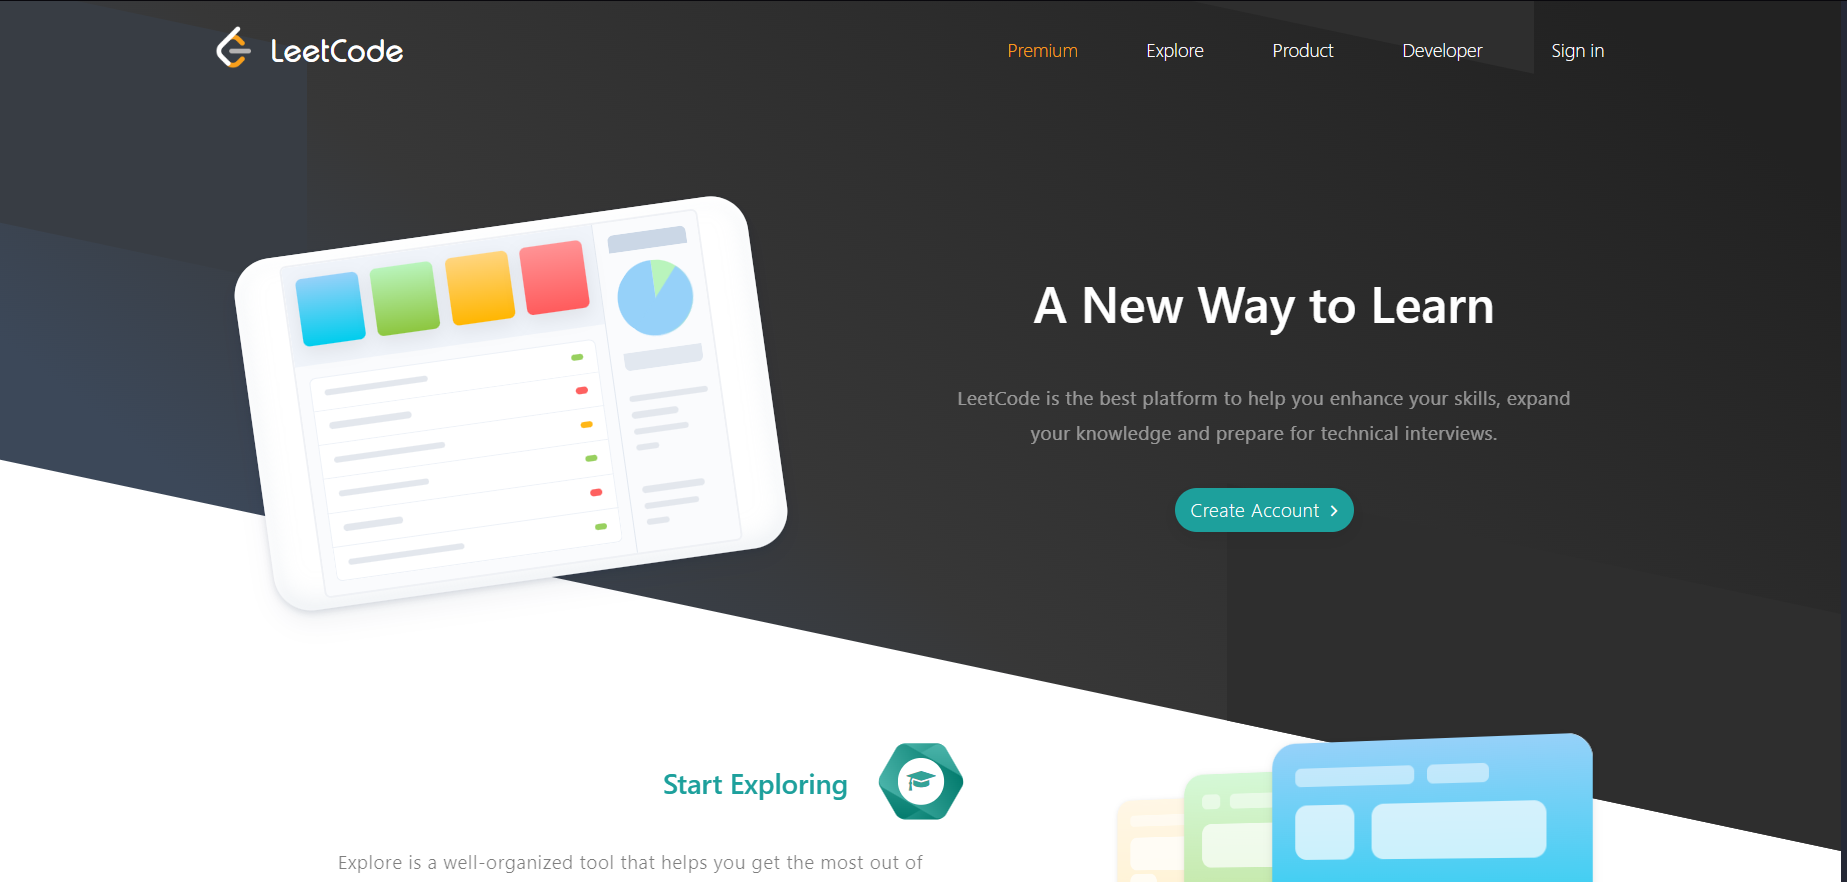 LeetCode
Premium Explore Product Developer Sign in
A New Way to Learn
LeetCode is the best platform to help you enhance your skills, expand
your knowledge and prepare for technical interviews.
Create Account
Start Exploring
Explore is a well-organized tool that helps you get the most out of